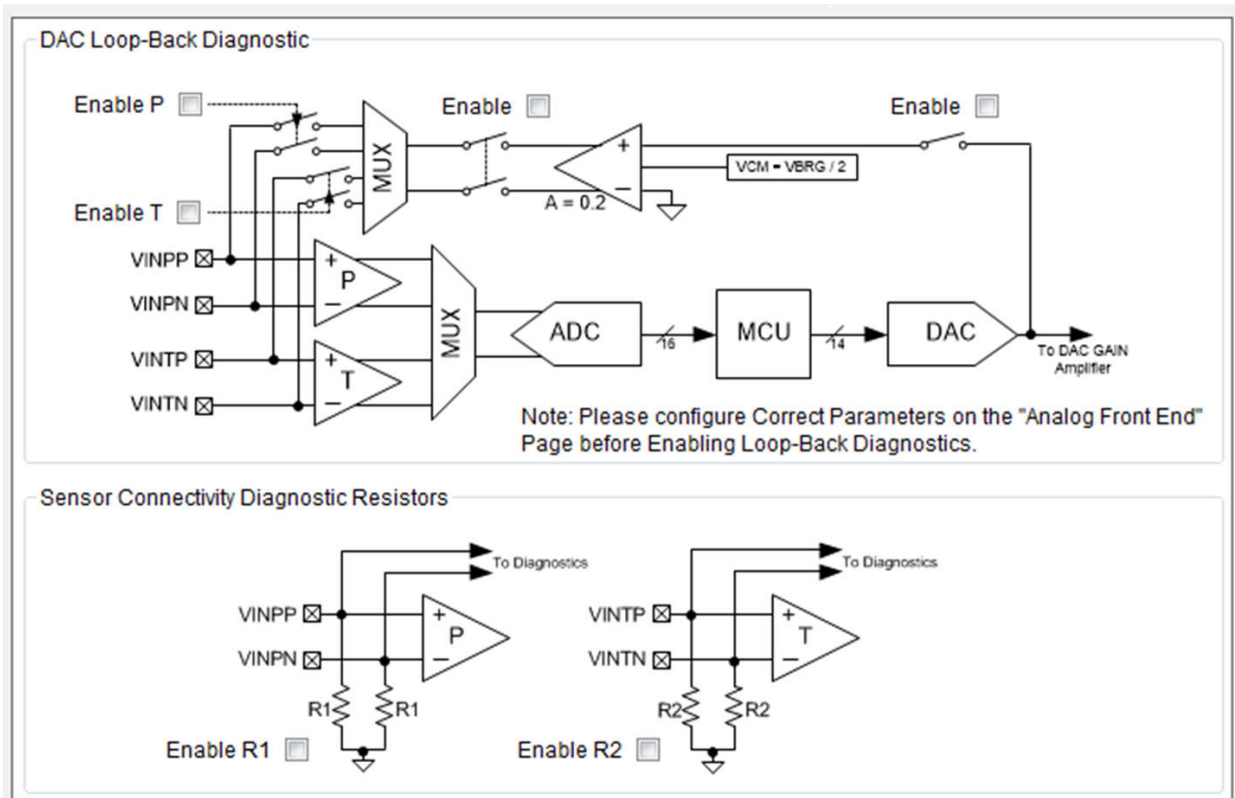 DAC Loop-Back Diagnostic
Enable P
Enable
Enable
MUX
+
VCM = VBRG / 2
−
A = 0.2
Enable T
VINPP
+
P
VINPN
−
MUX
ADC
16
MCU
14
DAC
To DAC GAIN
Amplifier
VINTP
+
T
VINTN
−
Note: Please configure Correct Parameters on the "Analog Front End"
Page before Enabling Loop-Back Diagnostics.
Sensor Connectivity Diagnostic Resistors
To Diagnostics
VINPP
+
P
VINPN
−
R1
R1
Enable R1
To Diagnostics
VINTP
+
T
VINTN
−
R2
R2
Enable R2